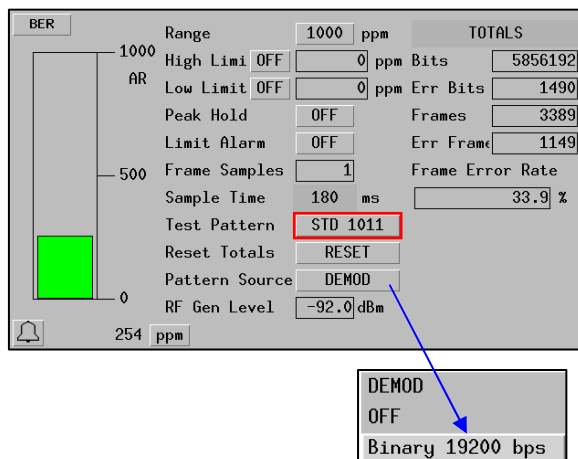 BER
Range 1000 ppm TOTALS
1000 High Limi OFF 0 ppm Bits 5856192
AR Low Limit OFF 0 ppm Err Bits 1490
Peak Hold OFF Frames 3389
Limit Alarm OFF Err Frame 1149
500 Frame Samples 1 Frame Error Rate
Sample Time 180 ms 33.9 %
Test Pattern STD 1011
Reset Totals RESET
Pattern Source DEMOD
0 RF Gen Level -92.0 dBm
254 ppm
DEMOD
OFF
Binary 19200 bps